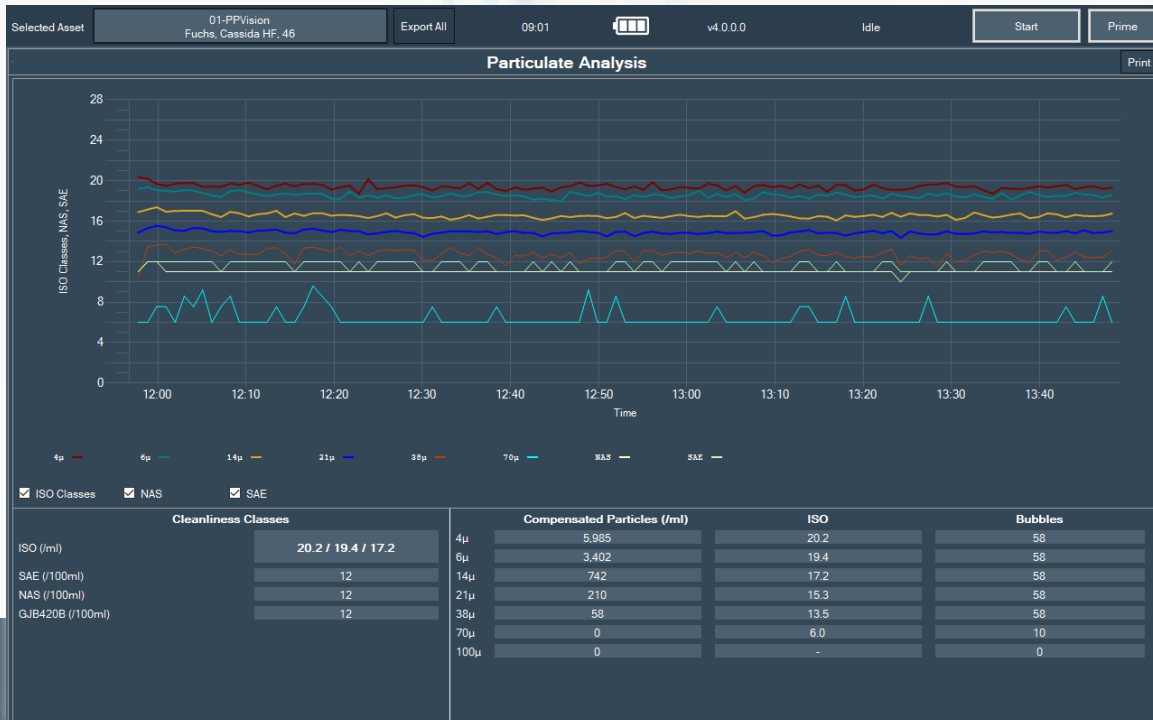 Selected Asset
01-PPVision
Fuchs, Cassida HF, 46
Export All
09:01
v4.0.0.0
Idle
Start
Prime
Particulate Analysis
Print
ISO Classes, NAS, SAE
28
24
20
16
12
8
4
0
12:00 12:10 12:20 12:30 12:40 12:50 13:00 13:10 13:20 13:30 13:40
Time
4μ 6μ 14μ 21μ 38μ 70μ NAS SAE
ISO Classes NAS SAE
Cleanliness Classes
ISO (/ml) 20.2 / 19.4 / 17.2
SAE (/100ml) 12
NAS (/100ml) 12
GJB420B (/100ml) 12
Compensated Particles (/ml) ISO Bubbles
4μ 5,985 20.2 58
6μ 3,402 19.4 58
14μ 742 17.2 58
21μ 210 15.3 58
38μ 58 13.5 58
70μ 0 6.0 10
100μ 0 - 0